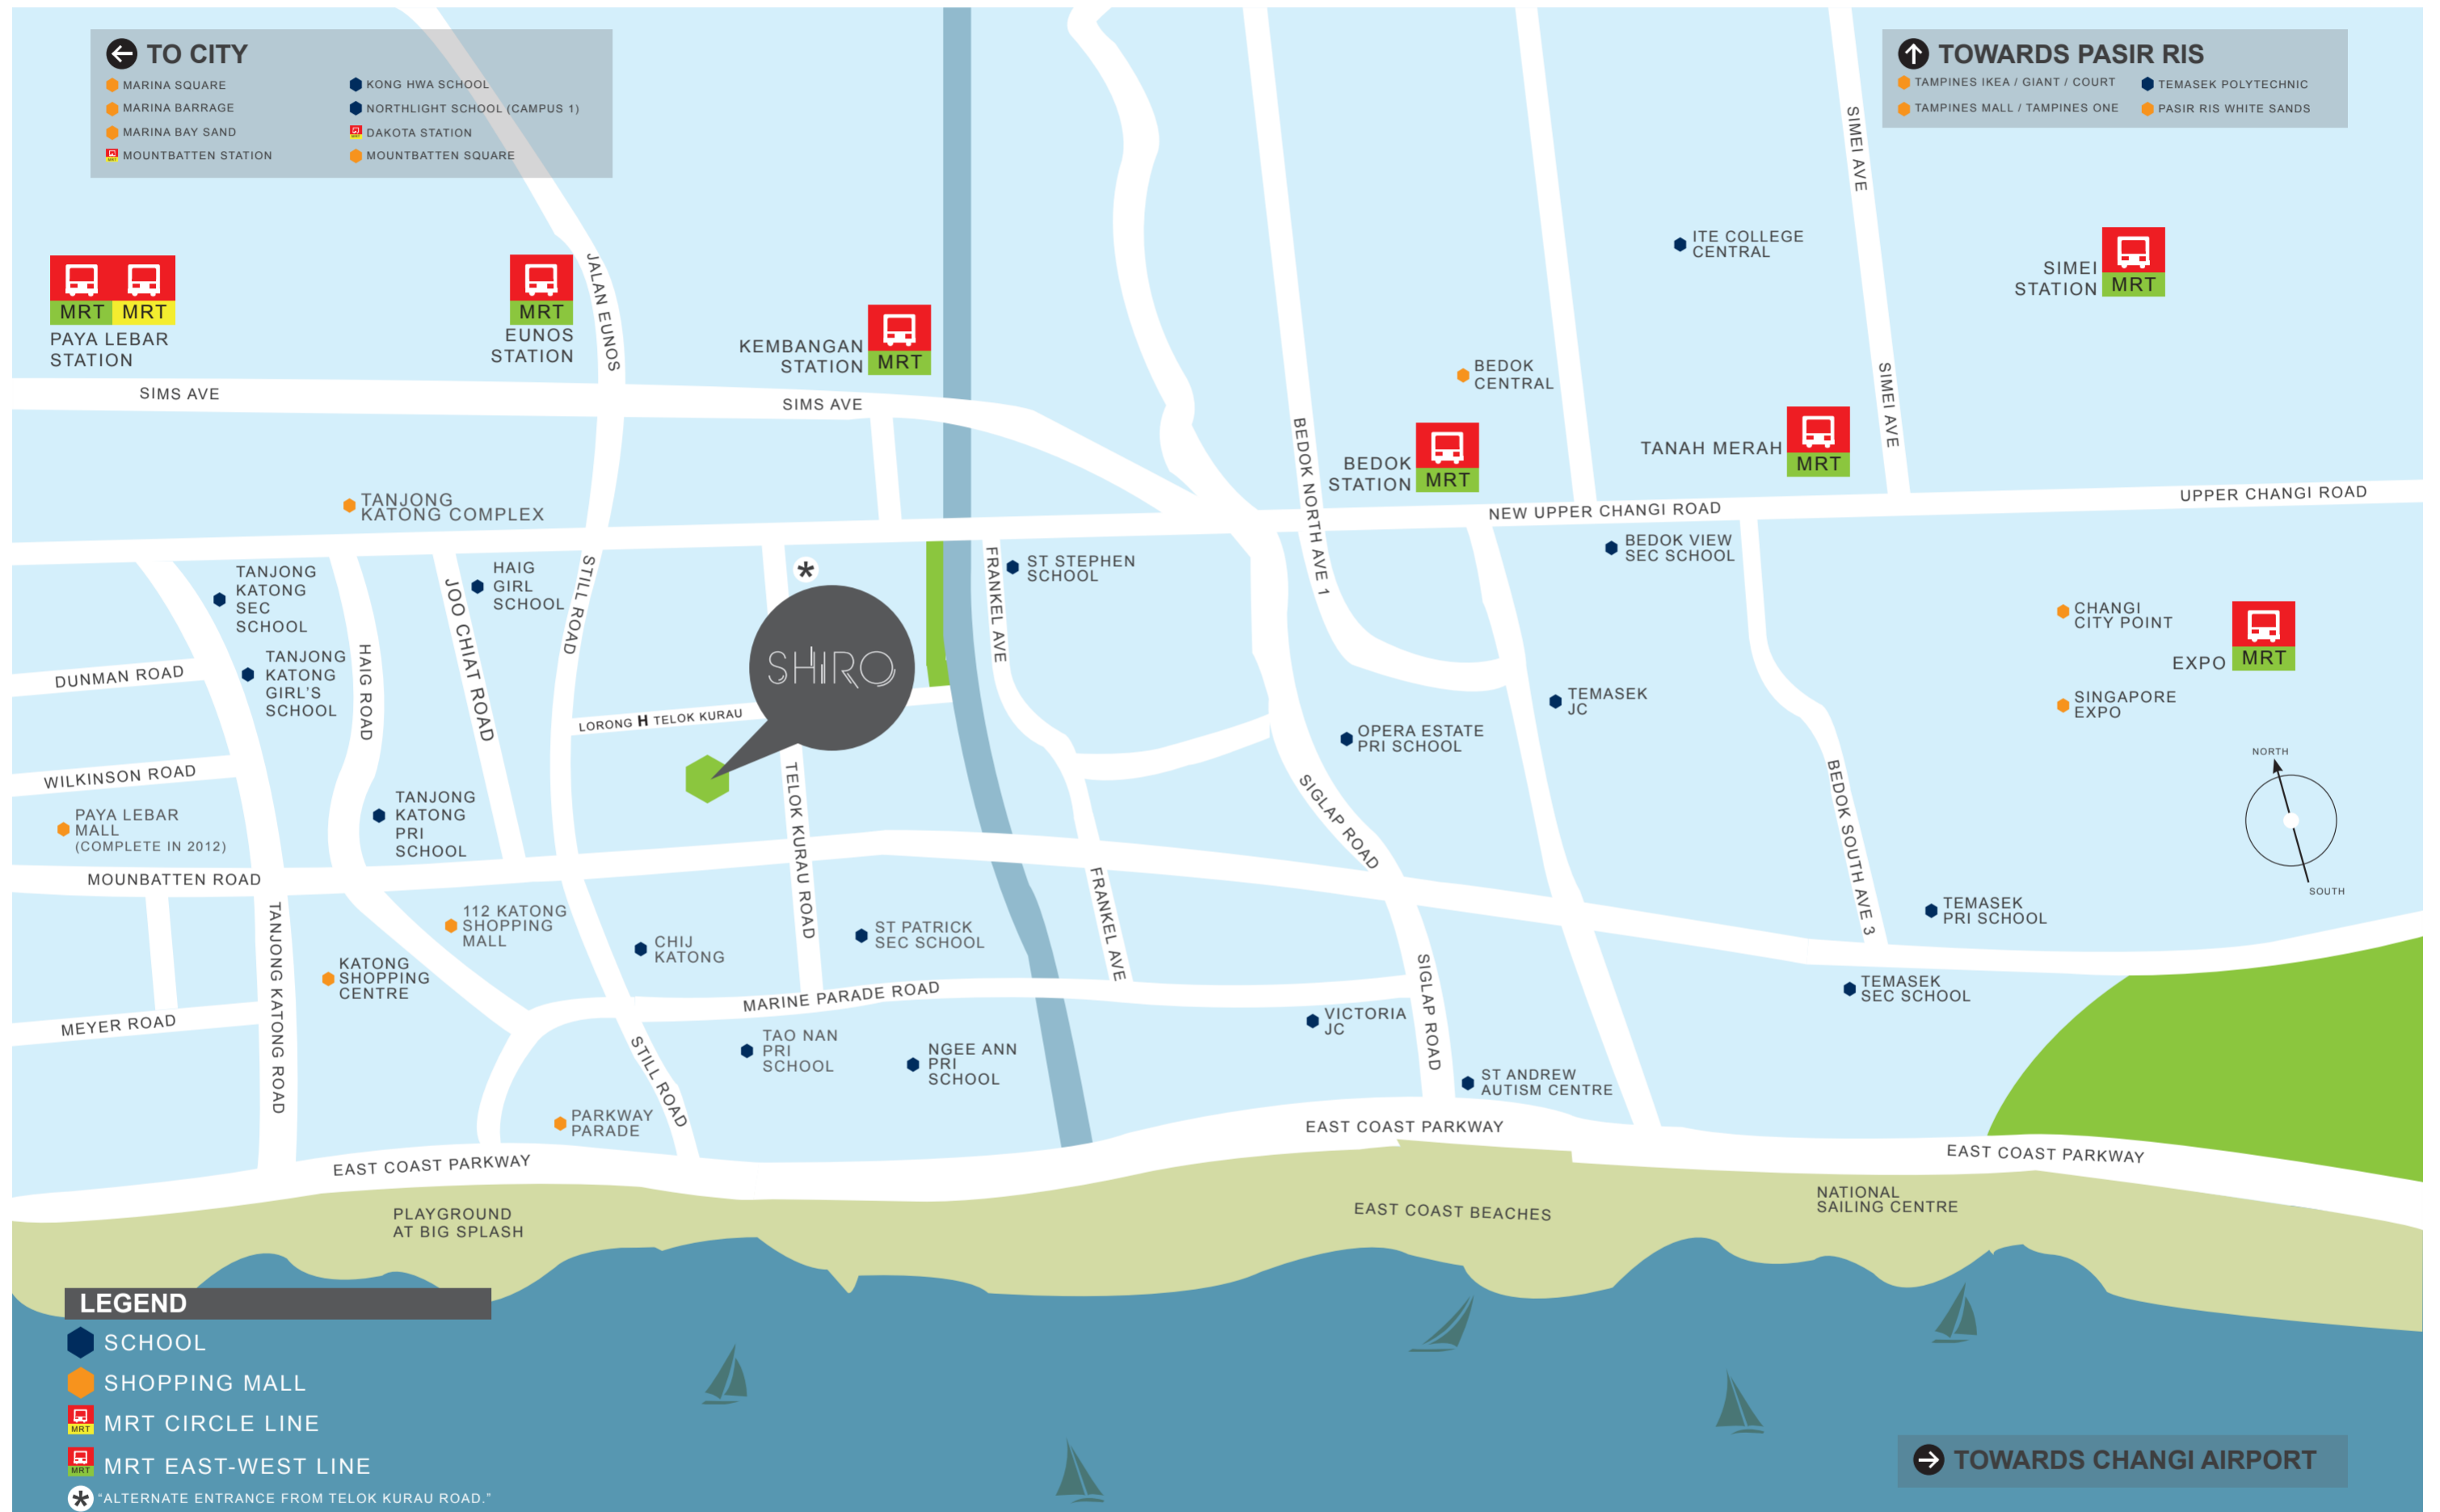 TO CITY
MARINA SQUARE
MARINA BARRAGE
MARINA BAY SAND
MOUNTBATTEN STATION
KONG HWA SCHOOL
NORTHLIGHT SCHOOL (CAMPUS 1)
DAKOTA STATION
MOUNTBATTEN SQUARE
TOWARDS PASIR RIS
TAMPINES IKEA / GIANT / COURT
TAMPINES MALL / TAMPINES ONE
TEMASEK POLYTECHNIC
PASIR RIS WHITE SANDS
SIMEI AVE
ITE COLLEGE
CENTRAL
SIMEI
STATION
MRT
MRT
MRT
PAYA LEBAR
STATION
MRT
EUNOS
STATION
JALAN EUNOS
KEMBANGAN
STATION
MRT
SIMS AVE
SIMS AVE
BEDOK
CENTRAL
SIMEI AVE
BEDOK
STATION
MRT
TANAH MERAH
MRT
BEDOK NORTH AVE 1
NEW UPPER CHANGI ROAD
UPPER CHANGI ROAD
TANJONG
KATONG COMPLEX
TANJONG
KATONG
SEC
SCHOOL
HAIG
GIRL
SCHOOL
STILL ROAD
JOO CHIAT ROAD
*
FRANKEL AVE
ST STEPHEN
SCHOOL
BEDOK VIEW
SEC SCHOOL
CHANGI
CITY POINT
EXPO
MRT
SINGAPORE
EXPO
DUNMAN ROAD
TANJONG
KATONG
GIRL'S
SCHOOL
HAIG ROAD
SHIRO
LORONG H TELOK KURAU
TEMASEK
JC
OPERA ESTATE
PRI SCHOOL
NORTH
SOUTH
WILKINSON ROAD
PAYA LEBAR
MALL
(COMPLETE IN 2012)
TANJONG
KATONG
PRI
SCHOOL
TELOK KURAU ROAD
SIGLAP ROAD
BEDOK SOUTH AVE 3
MOUNBATTEN ROAD
TANJONG KATONG ROAD
112 KATONG
SHOPPING
MALL
KATONG
SHOPPING
CENTRE
CHIJ
KATONG
ST PATRICK
SEC SCHOOL
FRANKEL AVE
SIGLAP ROAD
TEMASEK
PRI SCHOOL
TEMASEK
SEC SCHOOL
MEYER ROAD
MARINE PARADE ROAD
STILL ROAD
TAO NAN
PRI
SCHOOL
NGEE ANN
PRI
SCHOOL
VICTORIA
JC
ST ANDREW
AUTISM CENTRE
PARKWAY
PARADE
EAST COAST PARKWAY
EAST COAST PARKWAY
EAST COAST PARKWAY
PLAYGROUND
AT BIG SPLASH
EAST COAST BEACHES
NATIONAL
SAILING CENTRE
LEGEND
SCHOOL
SHOPPING MALL
MRT
MRT CIRCLE LINE
MRT
MRT EAST-WEST LINE
* "ALTERNATE ENTRANCE FROM TELOK KURAU ROAD."
TOWARDS CHANGI AIRPORT